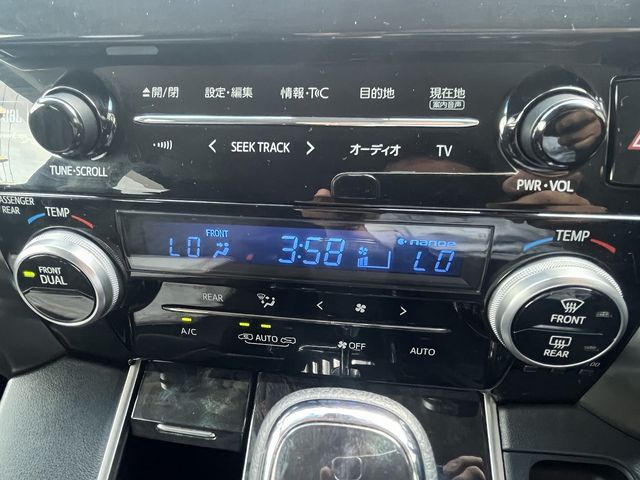 ⏏開/閉 設定・編集 情報・TC 目的地 現在地
案内音声
TUNE・SCROLL < SEEK TRACK > オーディオ TV PWR・VOL
PASSENGER
REAR
TEMP FRONT TEMP
LO 3:58 nanoe LO
FRONT
DUAL
REAR < >
FRONT
A/C AUTO OFF AUTO
REAR